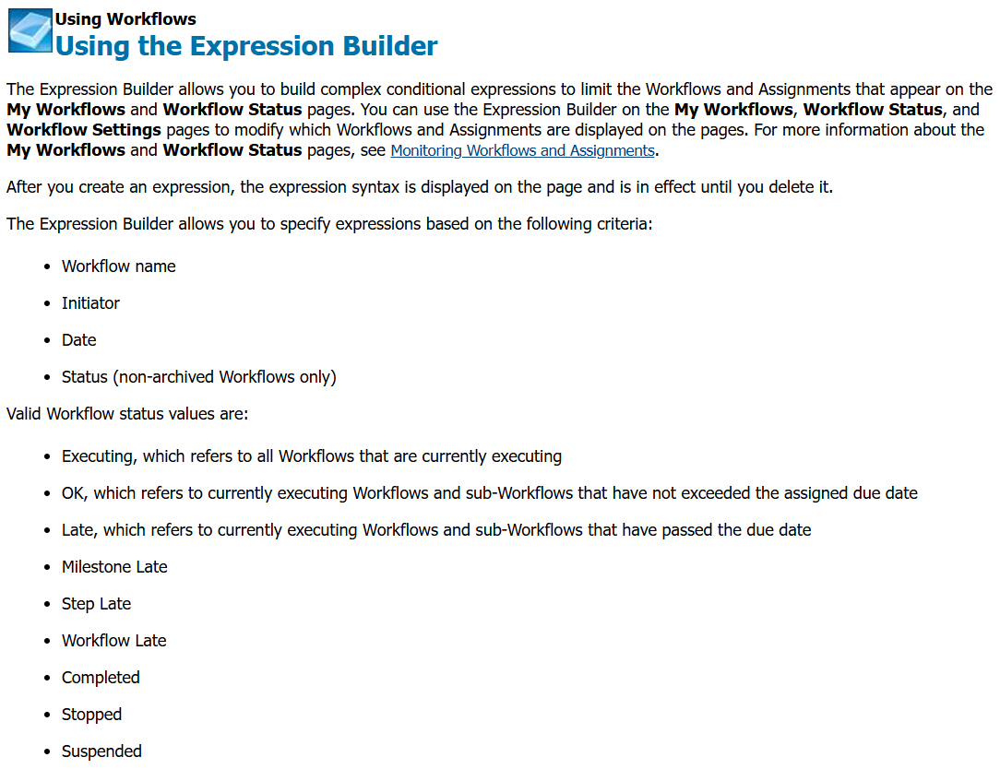 Using Workflows
Using the Expression Builder
The Expression Builder allows you to build complex conditional expressions to limit the Workflows and Assignments that appear on the
My Workflows and Workflow Status pages. You can use the Expression Builder on the My Workflows, Workflow Status, and
Workflow Settings pages to modify which Workflows and Assignments are displayed on the pages. For more information about the
My Workflows and Workflow Status pages, see Monitoring Workflows and Assignments.
After you create an expression, the expression syntax is displayed on the page and is in effect until you delete it.
The Expression Builder allows you to specify expressions based on the following criteria:
• Workflow name
• Initiator
• Date
• Status (non-archived Workflows only)
Valid Workflow status values are:
• Executing, which refers to all Workflows that are currently executing
• OK, which refers to currently executing Workflows and sub-Workflows that have not exceeded the assigned due date
• Late, which refers to currently executing Workflows and sub-Workflows that have passed the due date
• Milestone Late
• Step Late
• Workflow Late
• Completed
• Stopped
• Suspended